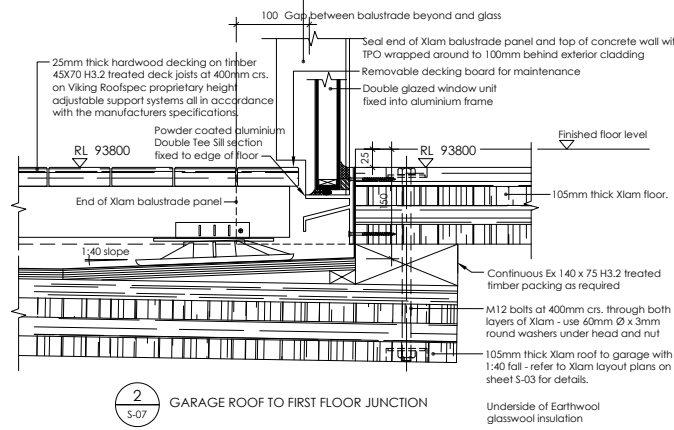 100 Gap between balustrade beyond and glass
Seal end of Xlam balustrade panel and top of concrete wall wit
TPO wrapped around to 100mm behind exterior cladding
Removable decking board for maintenance
Double glazed window unit
fixed into aluminium frame
25mm thick hardwood decking on timber
45X70 H3.2 treated deck joists at 400mm crs.
on Viking Roofspec proprietary height
adjustable support systems all in accordance
with the manufacturers specifications.
Powder coated aluminium
Double Tee Sill section
fixed to edge of floor
RL 93800
RL 93800
Finished floor level
25
150
105mm thick Xlam floor.
End of Xlam balustrade panel
1:40 slope
Continuous Ex 140 x 75 H3.2 treated
timber packing as required
M12 bolts at 400mm crs. through both
layers of Xlam - use 60mm Ø x 3mm
round washers under head and nut
105mm thick Xlam roof to garage with
1:40 fall - refer to Xlam layout plans on
sheet S-03 for details.
Underside of Earthwool
glasswool insulation
2
S-07
GARAGE ROOF TO FIRST FLOOR JUNCTION